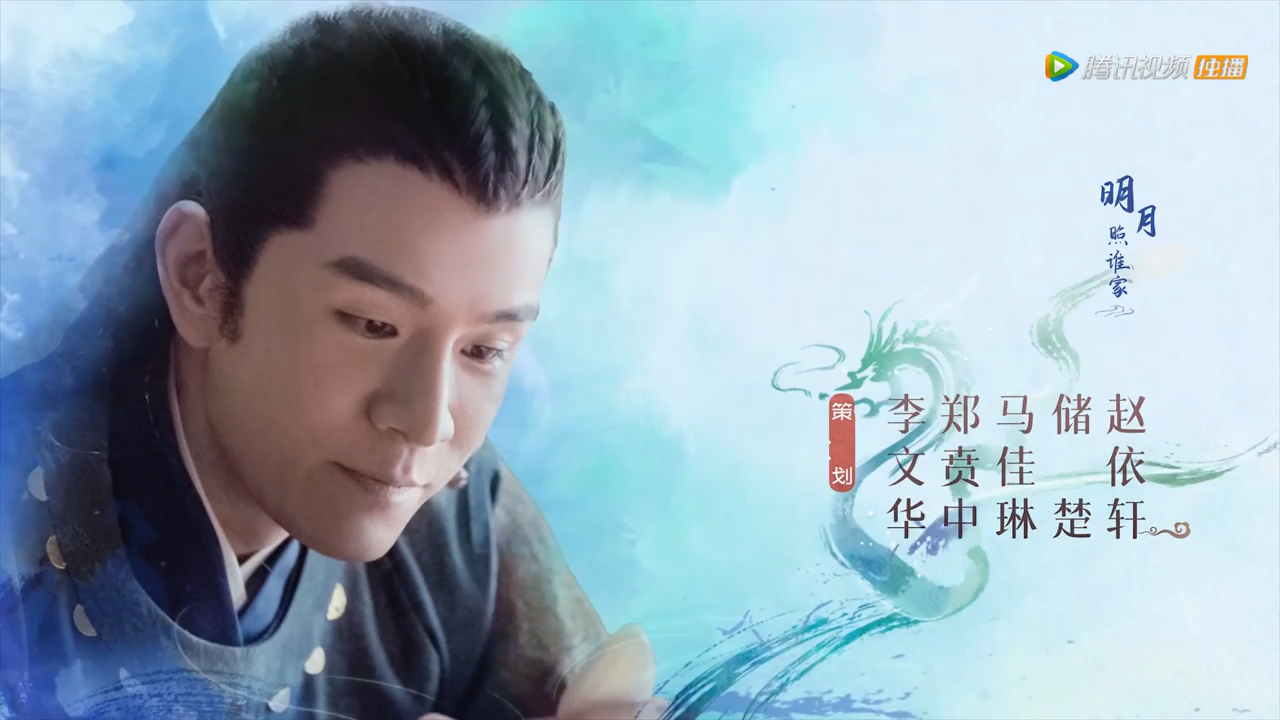 腾讯视频 独播
明月
照谁家
策划
李文华
郑贲中
马佳琳
储楚
赵依轩